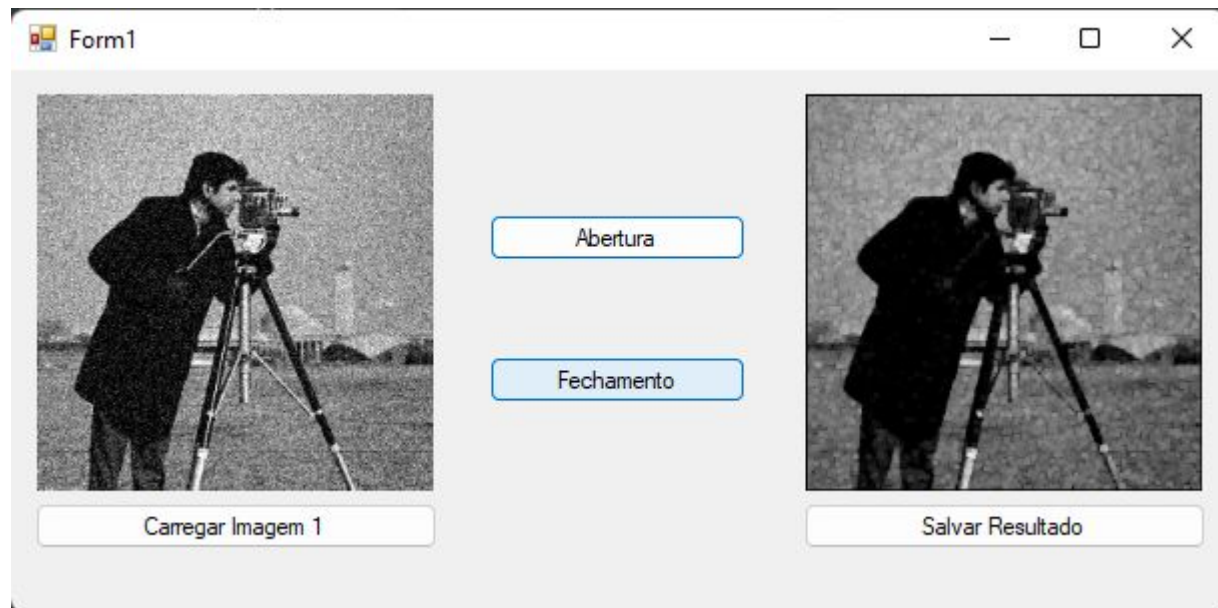 Form1
Abertura
Fechamento
Carregar Imagem 1
Salvar Resultado